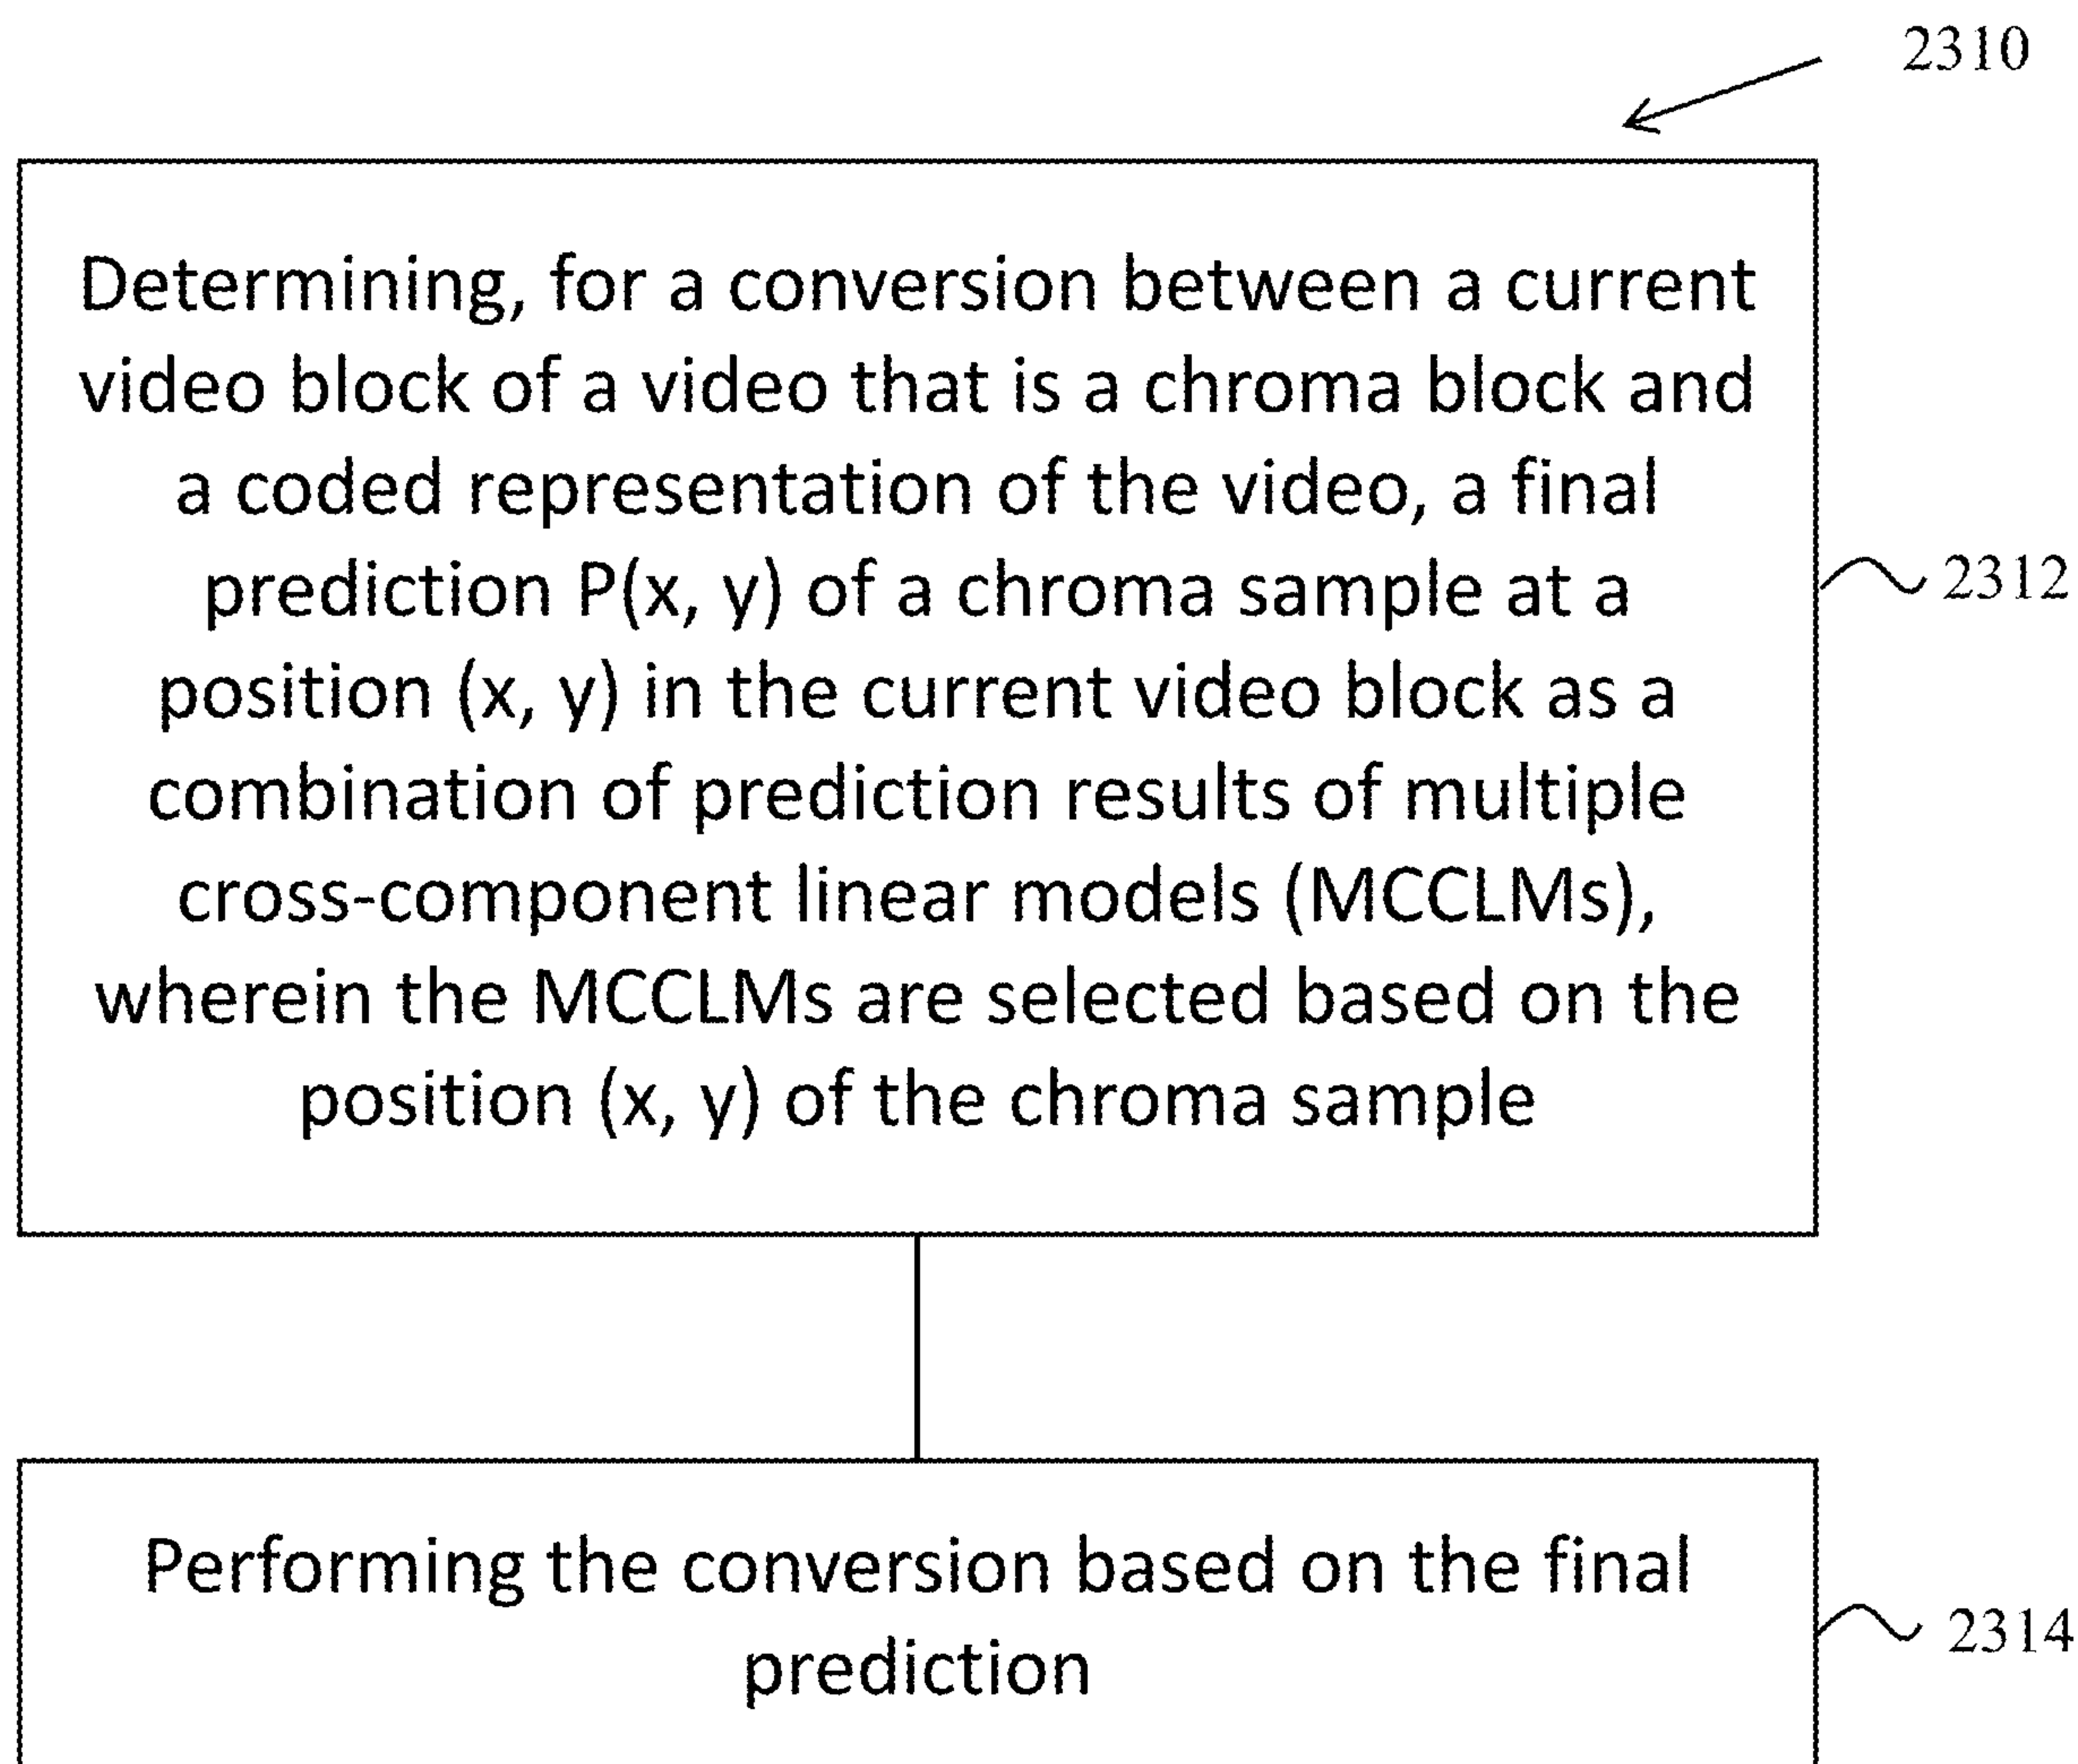 2310
Determining, for a conversion between a current
video block of a video that is a chroma block and
a coded representation of the video, a final
prediction P(x, y) of a chroma sample at a
2312
position (x, y) in the current video block as a
combination of prediction results of multiple
cross-component linear models (MCCLMs),
wherein the MCCLMs are selected based on the
position (x, y) of the chroma sample
Performing the conversion based on the final
2314
prediction